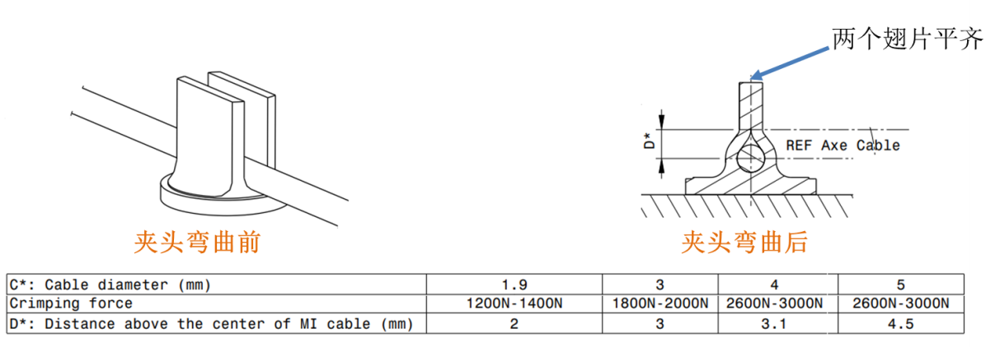 两个翅片平齐
D*
REF Axe Cable
夹头弯曲前
夹头弯曲后
C*: Cable diameter (mm) 1.9 3 4 5
Crimping force 1200N-1400N 1800N-2000N 2600N-3000N 2600N-3000N
D*: Distance above the center of MI cable (mm) 2 3 3.1 4.5